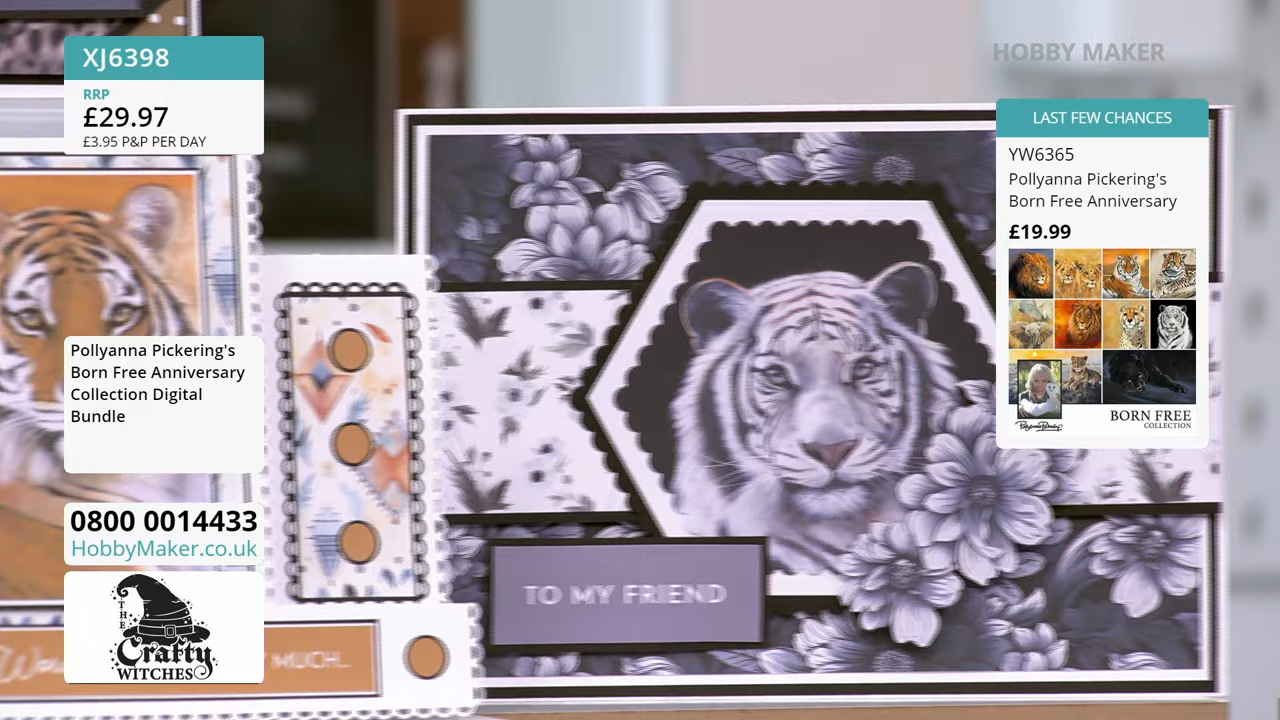 XJ6398
RRP
£29.97
£3.95 P&P PER DAY
Pollyanna Pickering's
Born Free Anniversary
Collection Digital
Bundle
0800 0014433
HobbyMaker.co.uk
THE
Crafty
WITCHES
MUCH...
TO MY FRIEND
HOBBY MAKER
LAST FEW CHANCES
YW6365
Pollyanna Pickering's
Born Free Anniversary
£19.99
BORN FREE
COLLECTION